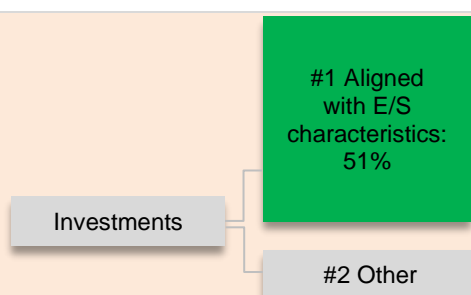 #1 Aligned
with E/S
characteristics:
51%
Investments
#2 Other